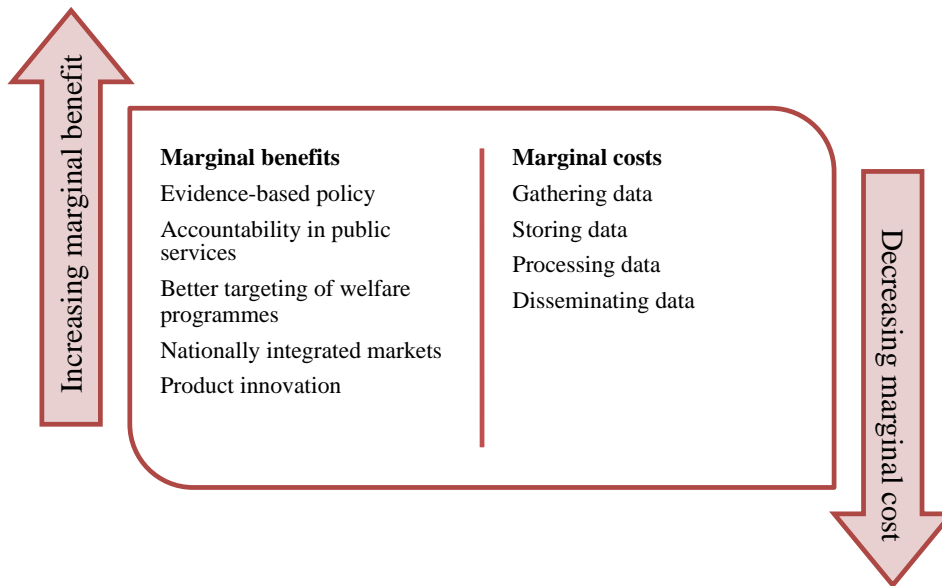 Increasing marginal benefit
Marginal benefits
Evidence-based policy
Accountability in public
services
Better targeting of welfare
programmes
Nationally integrated markets
Product innovation
Marginal costs
Gathering data
Storing data
Processing data
Disseminating data
Decreasing marginal cost